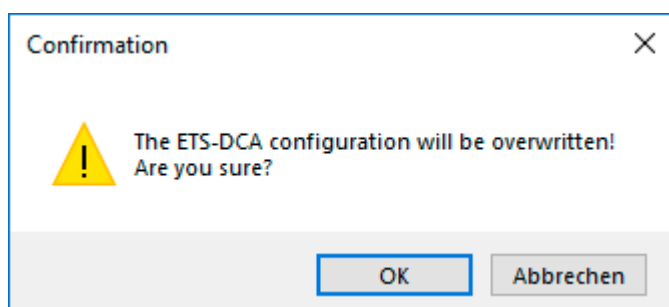 Confirmation
The ETS-DCA configuration will be overwritten!
Are you sure?
OK
Abbrechen